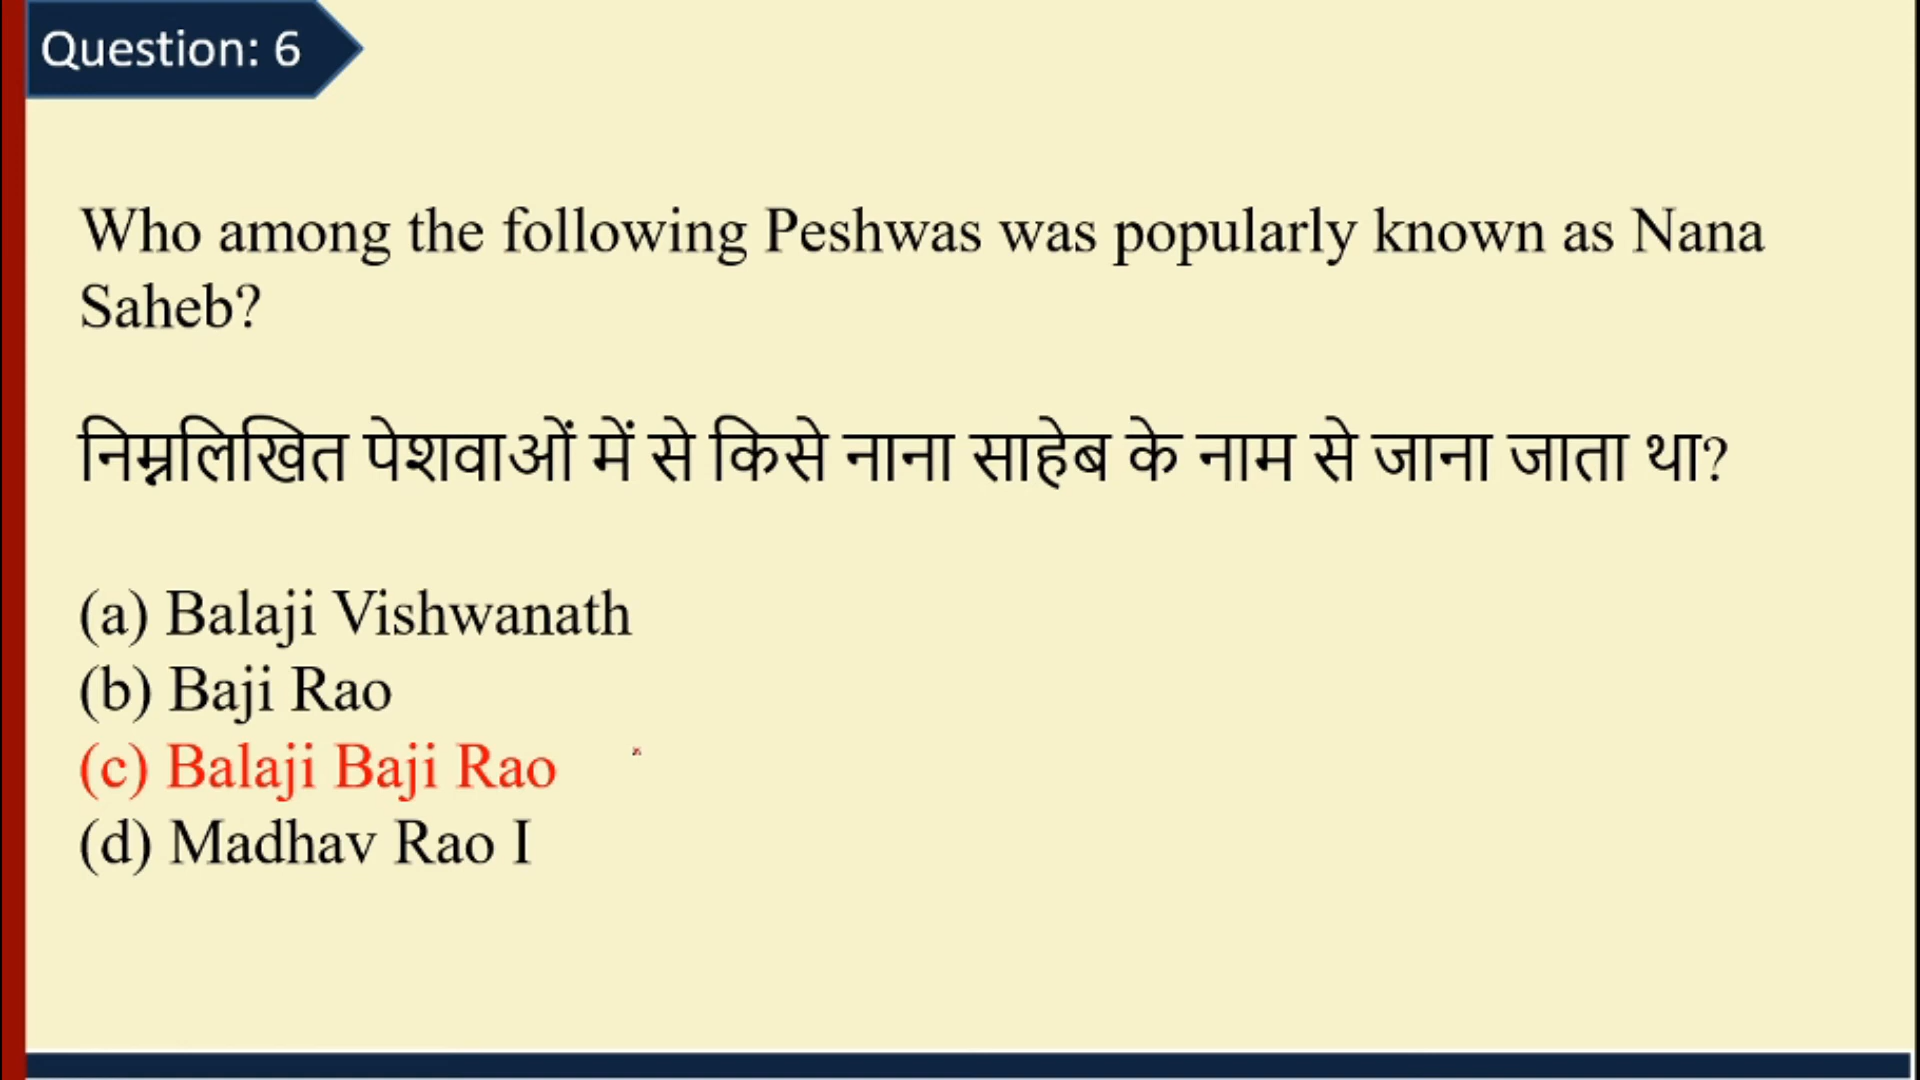 Question: 6
Who among the following Peshwas was popularly known as Nana
Saheb?
निम्नलिखित पेशवाओं में से किसे नाना साहेब के नाम से जाना जाता था?
(a) Balaji Vishwanath
(b) Baji Rao
(c) Balaji Baji Rao
(d) Madhav Rao I